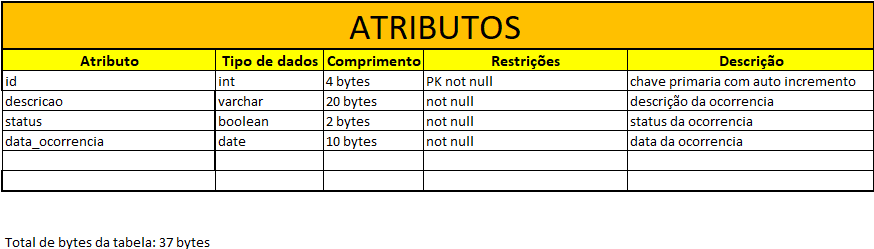 ATRIBUTOS
Atributo Tipo de dados Comprimento Restrições Descrição
id int 4 bytes PK not null chave primaria com auto incremento
descricao varchar 20 bytes not null descrição da ocorrencia
status boolean 2 bytes not null status da ocorrencia
data_ocorrencia date 10 bytes not null data da ocorrencia
Total de bytes da tabela: 37 bytes